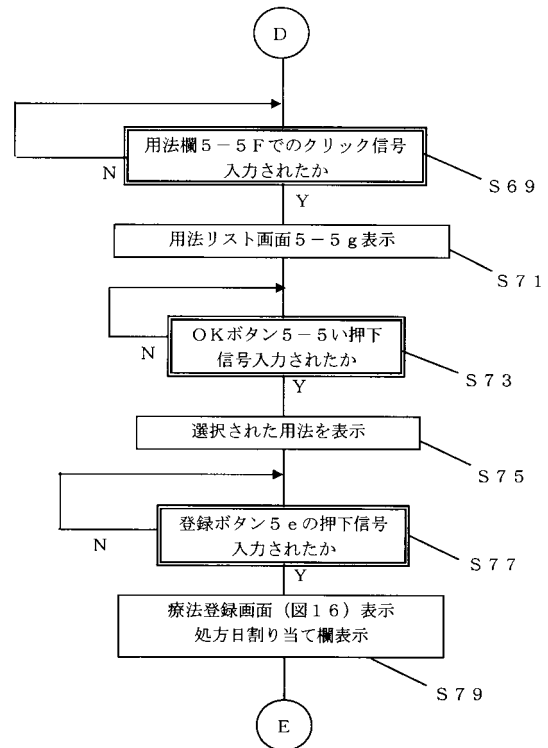 D
用法欄5-5Fでのクリック信号
入力されたか
N
S69
Y
用法リスト画面5-5g表示
S71
OKボタン5-5い押下
信号入力されたか
N
S73
Y
選択された用法を表示
S75
登録ボタン5eの押下信号
入力されたか
N
S77
Y
療法登録画面(図16)表示
処方日割り当て欄表示
S79
E